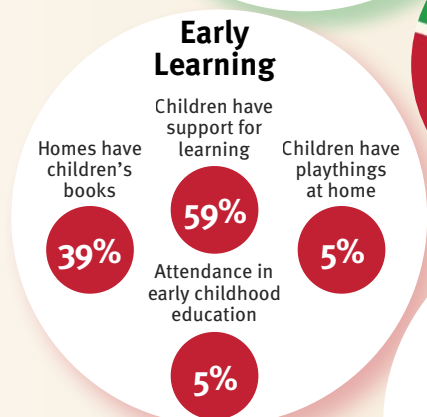 Early
Learning
Children have
support for
learning
59%
Homes have
children's
books
39%
Children have
playthings
at home
5%
Attendance in
early childhood
education
5%